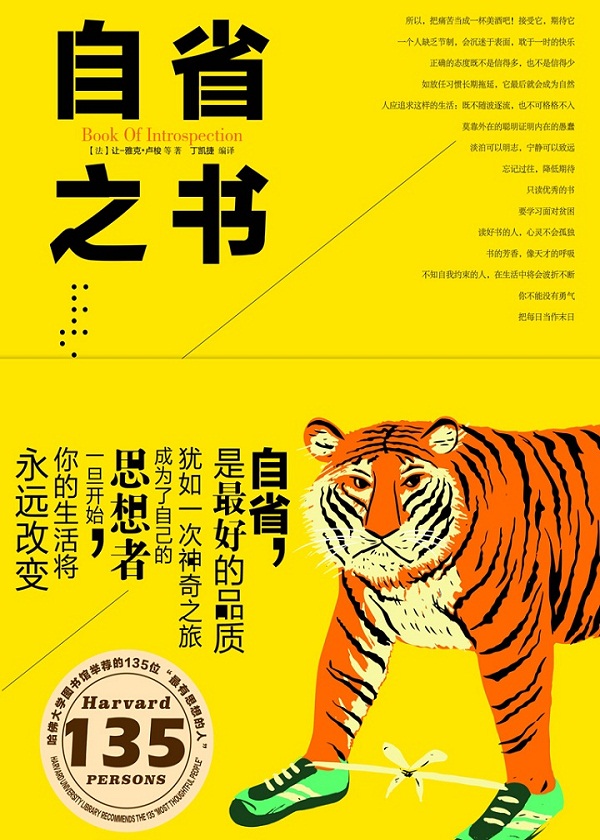 自省
Book Of Introspection
【法】让-雅克·卢梭 等 著 丁凯捷 编译
之书
所以，把痛苦当成一杯美酒吧！接受它，期待它
一个人缺乏节制，会沉迷于表面，耽于一时的快乐
正确的态度既不是信得多，也不是信得少
如放任习惯长期拖延，它最后就会成为自然
人应追求这样的生活：既不随波逐流，也不可格格不入
莫靠外在的聪明证明内在的愚蠢
淡泊可以明志，宁静可以致远
忘记过往，降低期待
只读优秀的书
要学习面对贫困
读好书的人，心灵不会孤独
书的芳香，像天才的呼吸
不知自我约束的人，在生活中将会波折不断
你不能没有勇气
把每日当作末日
自省，
是最好的品质
犹如一次神奇之旅
成为了自己的
思想者
一旦开始，
你的生活将
永远改变
哈佛大学图书馆举荐的135位“最有思想的人”
Harvard
135
PERSONS
HARVARD UNIVERSITY LIBRARY RECOMMENDS THE 135 "MOST THOUGHTFUL PEOPLE"